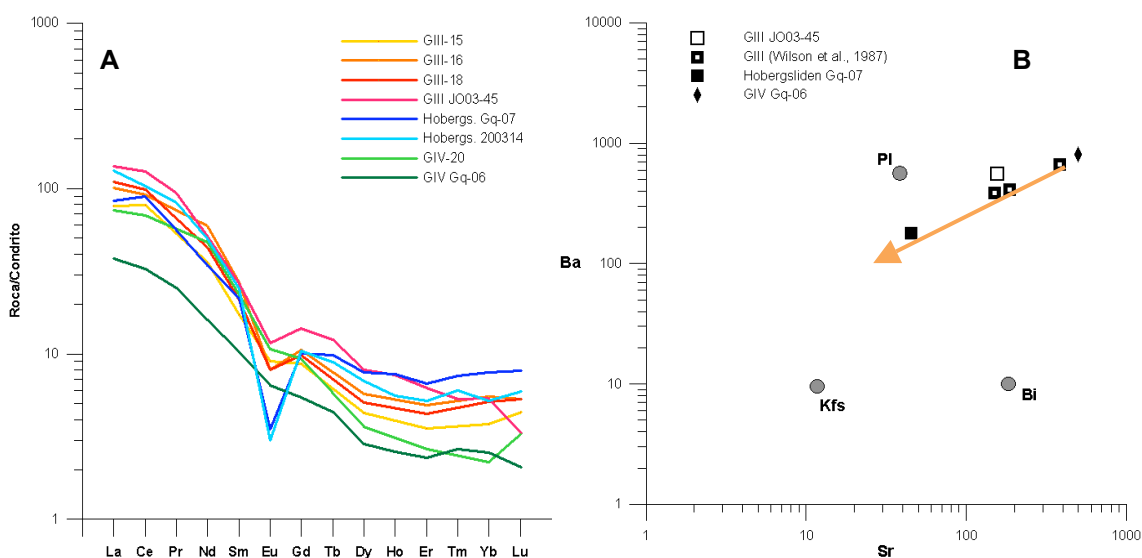 A
1000
100
10
1
Roca/Condrito
GIII-15
GIII-16
GIII-18
GIII JO03-45
Hobergs. Gq-07
Hobergs. 200314
GIV-20
GIV Gq-06
La Ce Pr Nd Sm Eu Gd Tb Dy Ho Er Tm Yb Lu
B
10000
1000
100
10
1
Ba
GIII JO03-45
GIII (Wilson et al., 1987)
Hobergsliden Gq-07
GIV Gq-06
Pl
Kfs
Bi
1 10 100 1000
Sr